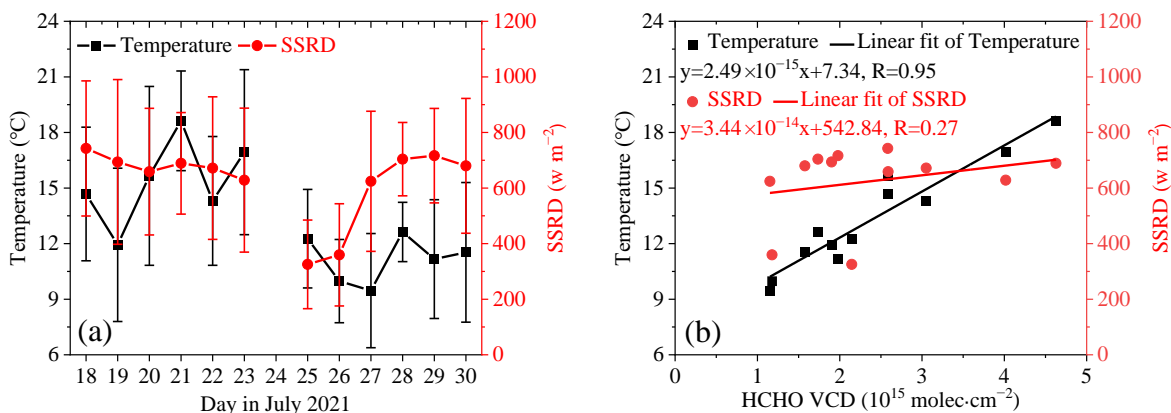 Temperature SSRD
Temperature (°C)
24
21
18
15
12
9
6
1200
1000
800
600
400
200
0
SSRD (w m⁻²)
(a)
18 19 20 21 22 23 24 25 26 27 28 29 30
Day in July 2021
Temperature Linear fit of Temperature
y=2.49×10⁻¹⁵x+7.34, R=0.95
SSRD Linear fit of SSRD
y=3.44×10⁻¹⁴x+542.84, R=0.27
Temperature (°C)
24
21
18
15
12
9
6
1200
1000
800
600
400
200
0
SSRD (w m⁻²)
(b)
0 1 2 3 4 5
HCHO VCD (10¹⁵ molec·cm⁻²)